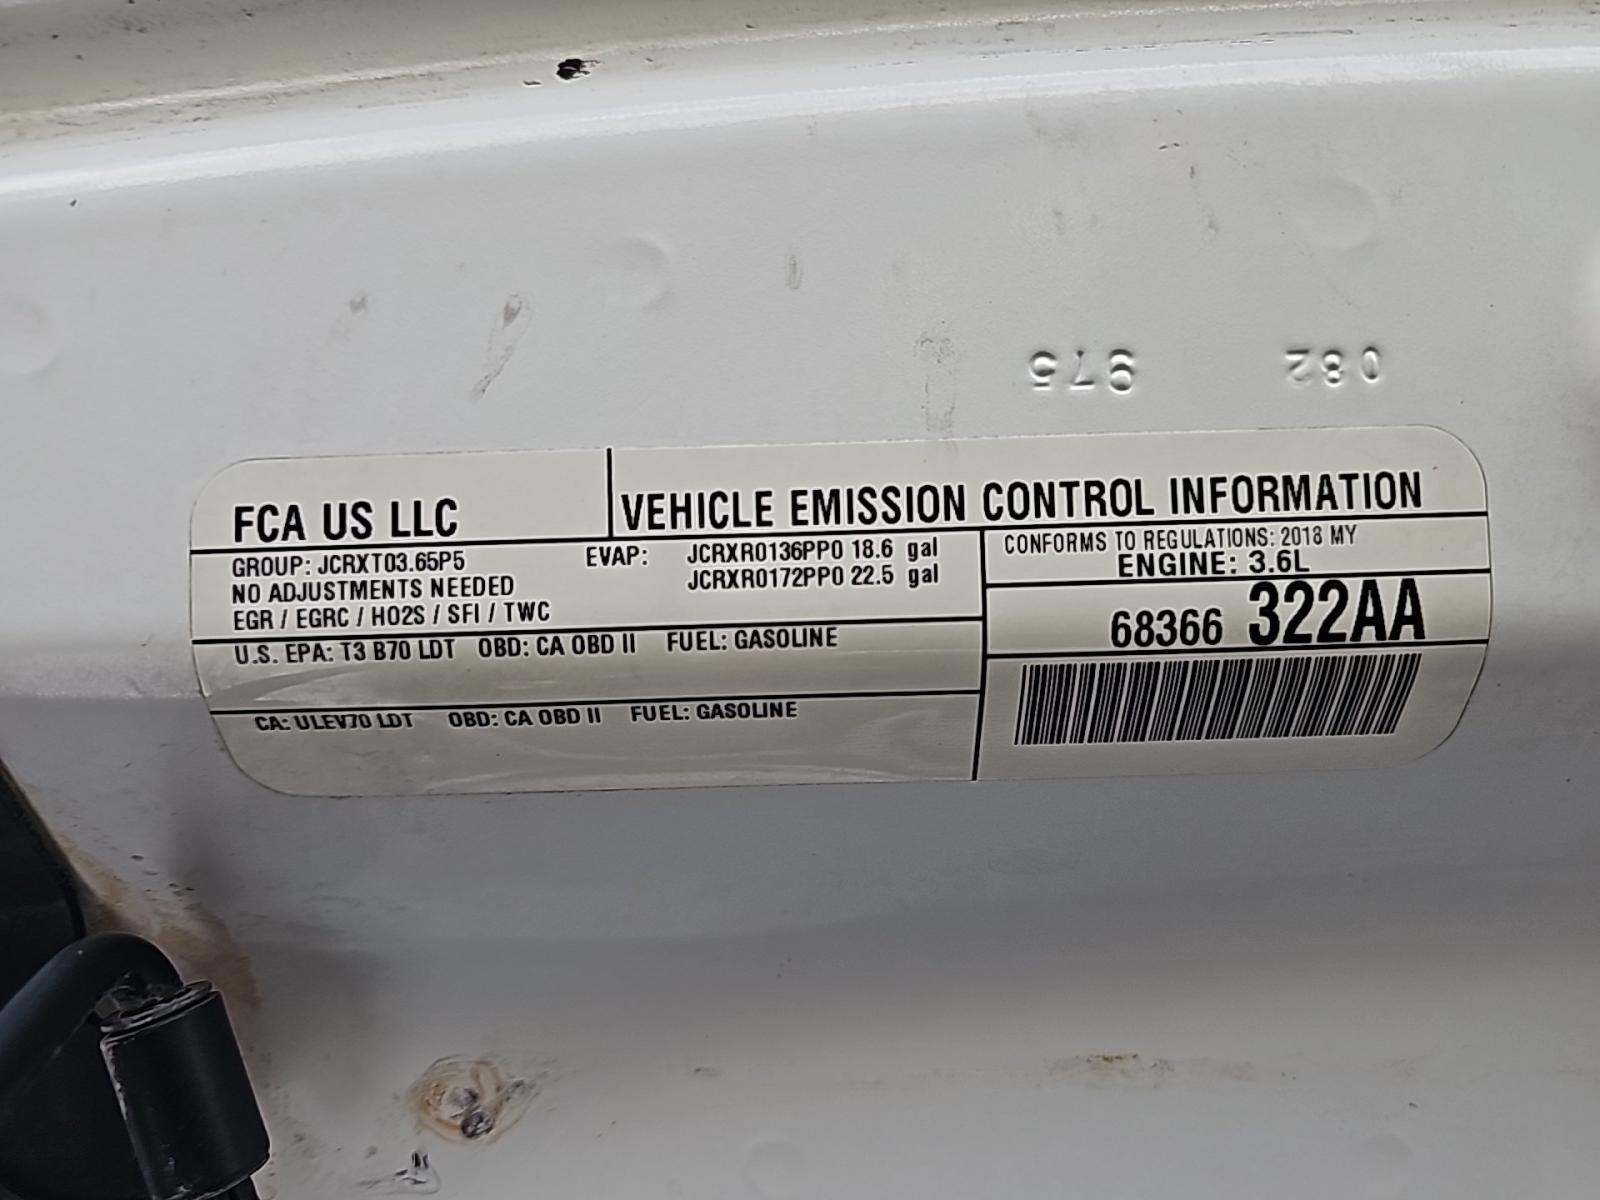 975 082
FCA US LLC
VEHICLE EMISSION CONTROL INFORMATION
GROUP: JCRXT03.65P5
NO ADJUSTMENTS NEEDED
EGR / EGRC / HO2S / SFI / TWC
EVAP: JCRXR0136PP0 18.6 gal
JCRXR0172PP0 22.5 gal
CONFORMS TO REGULATIONS: 2018 MY
ENGINE: 3.6L
68366 322AA
U.S. EPA: T3 B70 LDT OBD: CA OBD II FUEL: GASOLINE
CA: ULEV70 LDT OBD: CA OBD II FUEL: GASOLINE